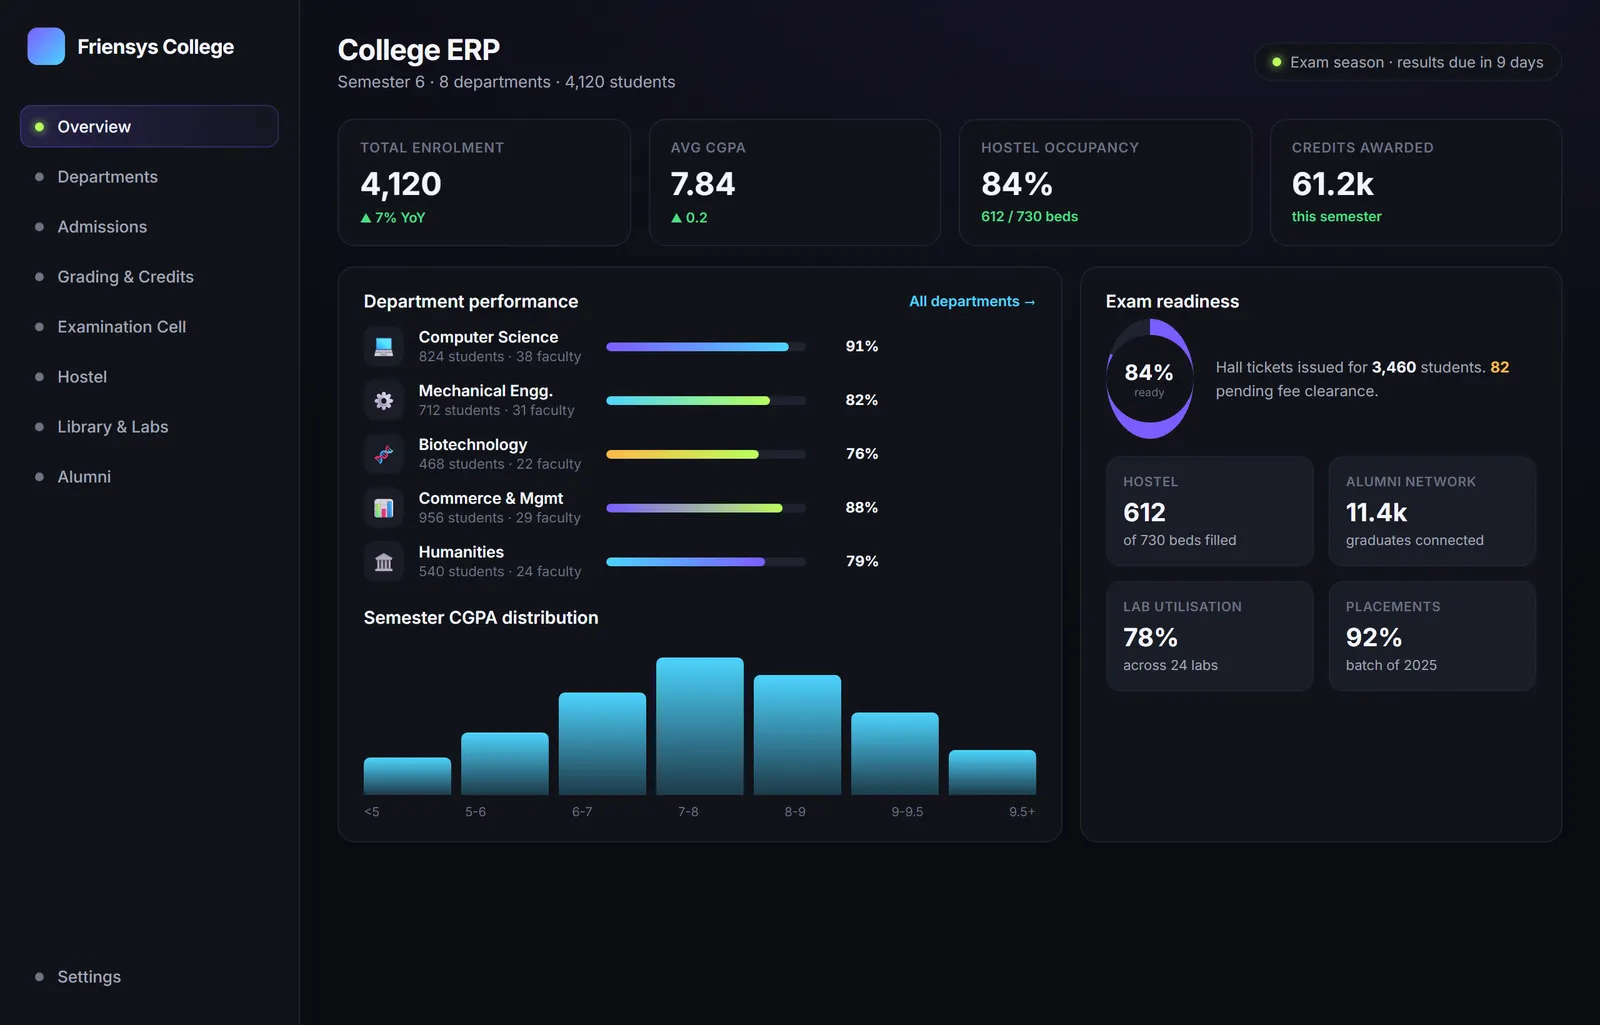 Friensys College
Overview
Departments
Admissions
Grading & Credits
Examination Cell
Hostel
Library & Labs
Alumni
Settings
College ERP
Semester 6 · 8 departments · 4,120 students
Exam season · results due in 9 days
TOTAL ENROLMENT
4,120
▲ 7% YoY
AVG CGPA
7.84
▲ 0.2
HOSTEL OCCUPANCY
84%
612 / 730 beds
CREDITS AWARDED
61.2k
this semester
Department performance
All departments →
Computer Science
824 students · 38 faculty
91%
Mechanical Engg.
712 students · 31 faculty
82%
Biotechnology
468 students · 22 faculty
76%
Commerce & Mgmt
956 students · 29 faculty
88%
Humanities
540 students · 24 faculty
79%
Semester CGPA distribution
<5 5-6 6-7 7-8 8-9 9-9.5 9.5+
Exam readiness
84%
ready
Hall tickets issued for 3,460 students. 82
pending fee clearance.
HOSTEL
612
of 730 beds filled
ALUMNI NETWORK
11.4k
graduates connected
LAB UTILISATION
78%
across 24 labs
PLACEMENTS
92%
batch of 2025